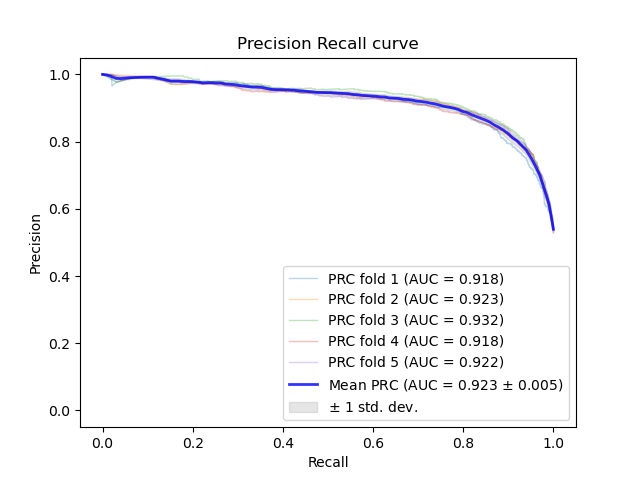 Precision Recall curve
1.0
0.8
0.6
0.4
0.2
0.0
Precision
PRC fold 1 (AUC = 0.918)
PRC fold 2 (AUC = 0.923)
PRC fold 3 (AUC = 0.932)
PRC fold 4 (AUC = 0.918)
PRC fold 5 (AUC = 0.922)
Mean PRC (AUC = 0.923 ± 0.005)
± 1 std. dev.
0.0 0.2 0.4 0.6 0.8 1.0
Recall